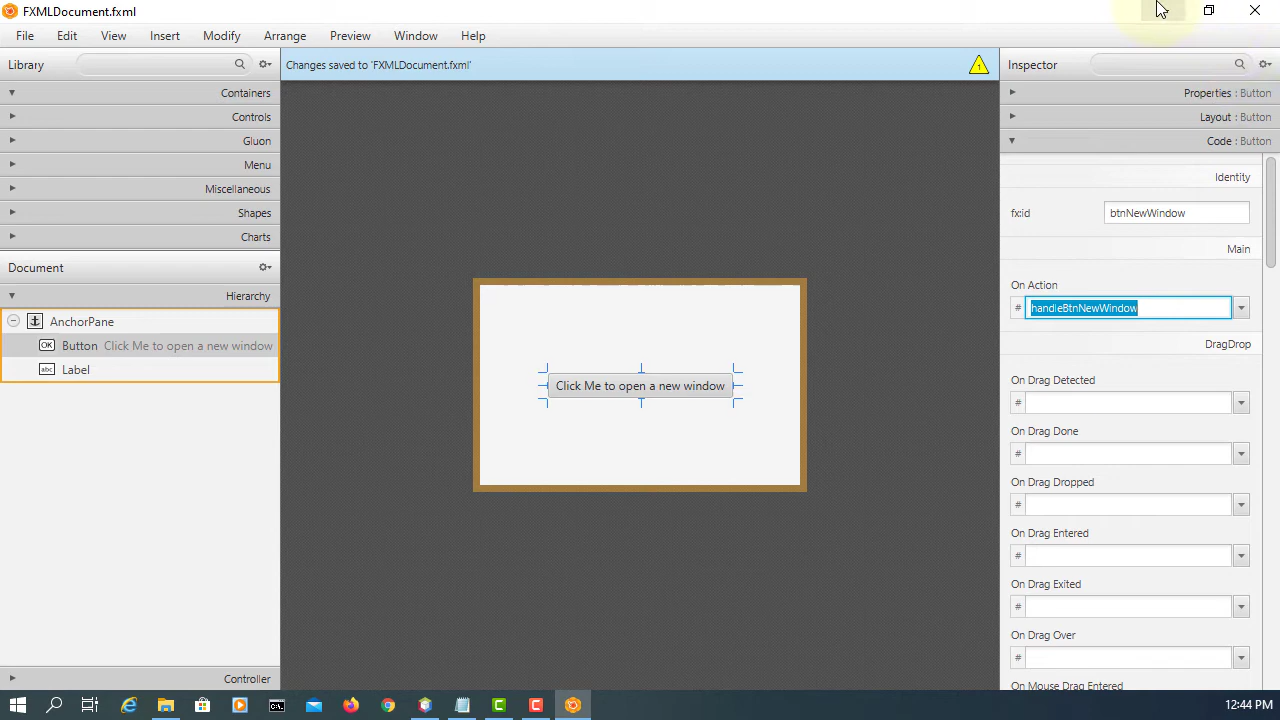 FXMLDocument.fxml
File Edit View Insert Modify Arrange Preview Window Help
Library
Changes saved to 'FXMLDocument.fxml'
Inspector
Containers
Controls
Gluon
Menu
Miscellaneous
Shapes
Charts
Document
Hierarchy
AnchorPane
OK Button Click Me to open a new window
abc Label
Controller
Click Me to open a new window
Properties : Button
Layout : Button
Code : Button
Identity
fx:id btnNewWindow
Main
On Action
# handleBtnNewWindow
DragDrop
On Drag Detected
#
On Drag Done
#
On Drag Dropped
#
On Drag Entered
#
On Drag Exited
#
On Drag Over
#
On Mouse Drag Entered
12:44 PM